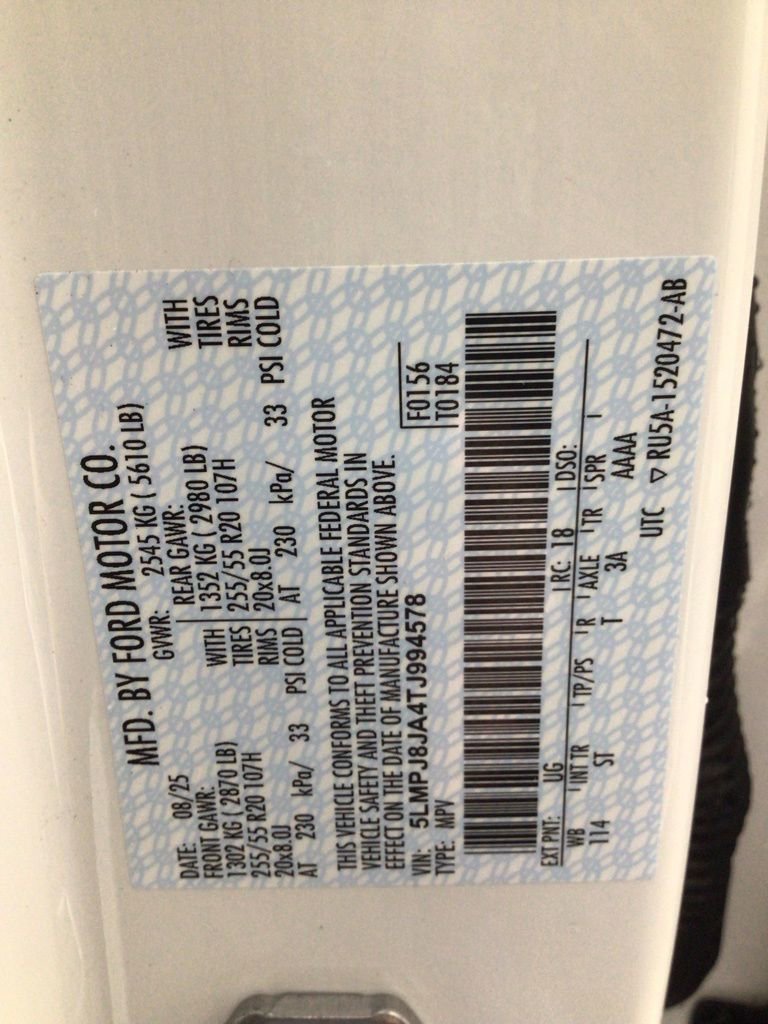 MFD. BY FORD MOTOR CO.
DATE: 08/25 GVWR: 2545 KG ( 5610 LB)
FRONT GAWR: REAR GAWR:
1302 KG ( 2870 LB) WITH 1352 KG ( 2980 LB) WITH
255/55 R20 107H TIRES 255/55 R20 107H TIRES
20x8.0J RIMS 20x8.0J RIMS
AT 230 kPa/ 33 PSI COLD AT 230 kPa/ 33 PSI COLD
THIS VEHICLE CONFORMS TO ALL APPLICABLE FEDERAL MOTOR
VEHICLE SAFETY AND THEFT PREVENTION STANDARDS IN
EFFECT ON THE DATE OF MANUFACTURE SHOWN ABOVE.
VIN: 5LMPJ8JA4TJ994578 F0156
TYPE: MPV T0184
EXT PNT: UG RC: 18 DSO:
WB INT TR TP/PS R AXLE TR SPR
114 ST T 3A AAAA
UTC ▽ RU5A-1520472-AB